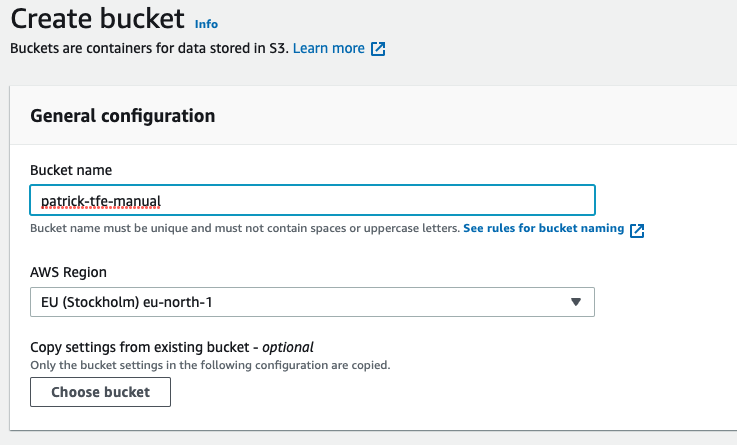 Create bucket Info
Buckets are containers for data stored in S3. Learn more
General configuration
Bucket name
patrick-tfe-manual
Bucket name must be unique and must not contain spaces or uppercase letters. See rules for bucket naming
AWS Region
EU (Stockholm) eu-north-1
Copy settings from existing bucket - optional
Only the bucket settings in the following configuration are copied.
Choose bucket